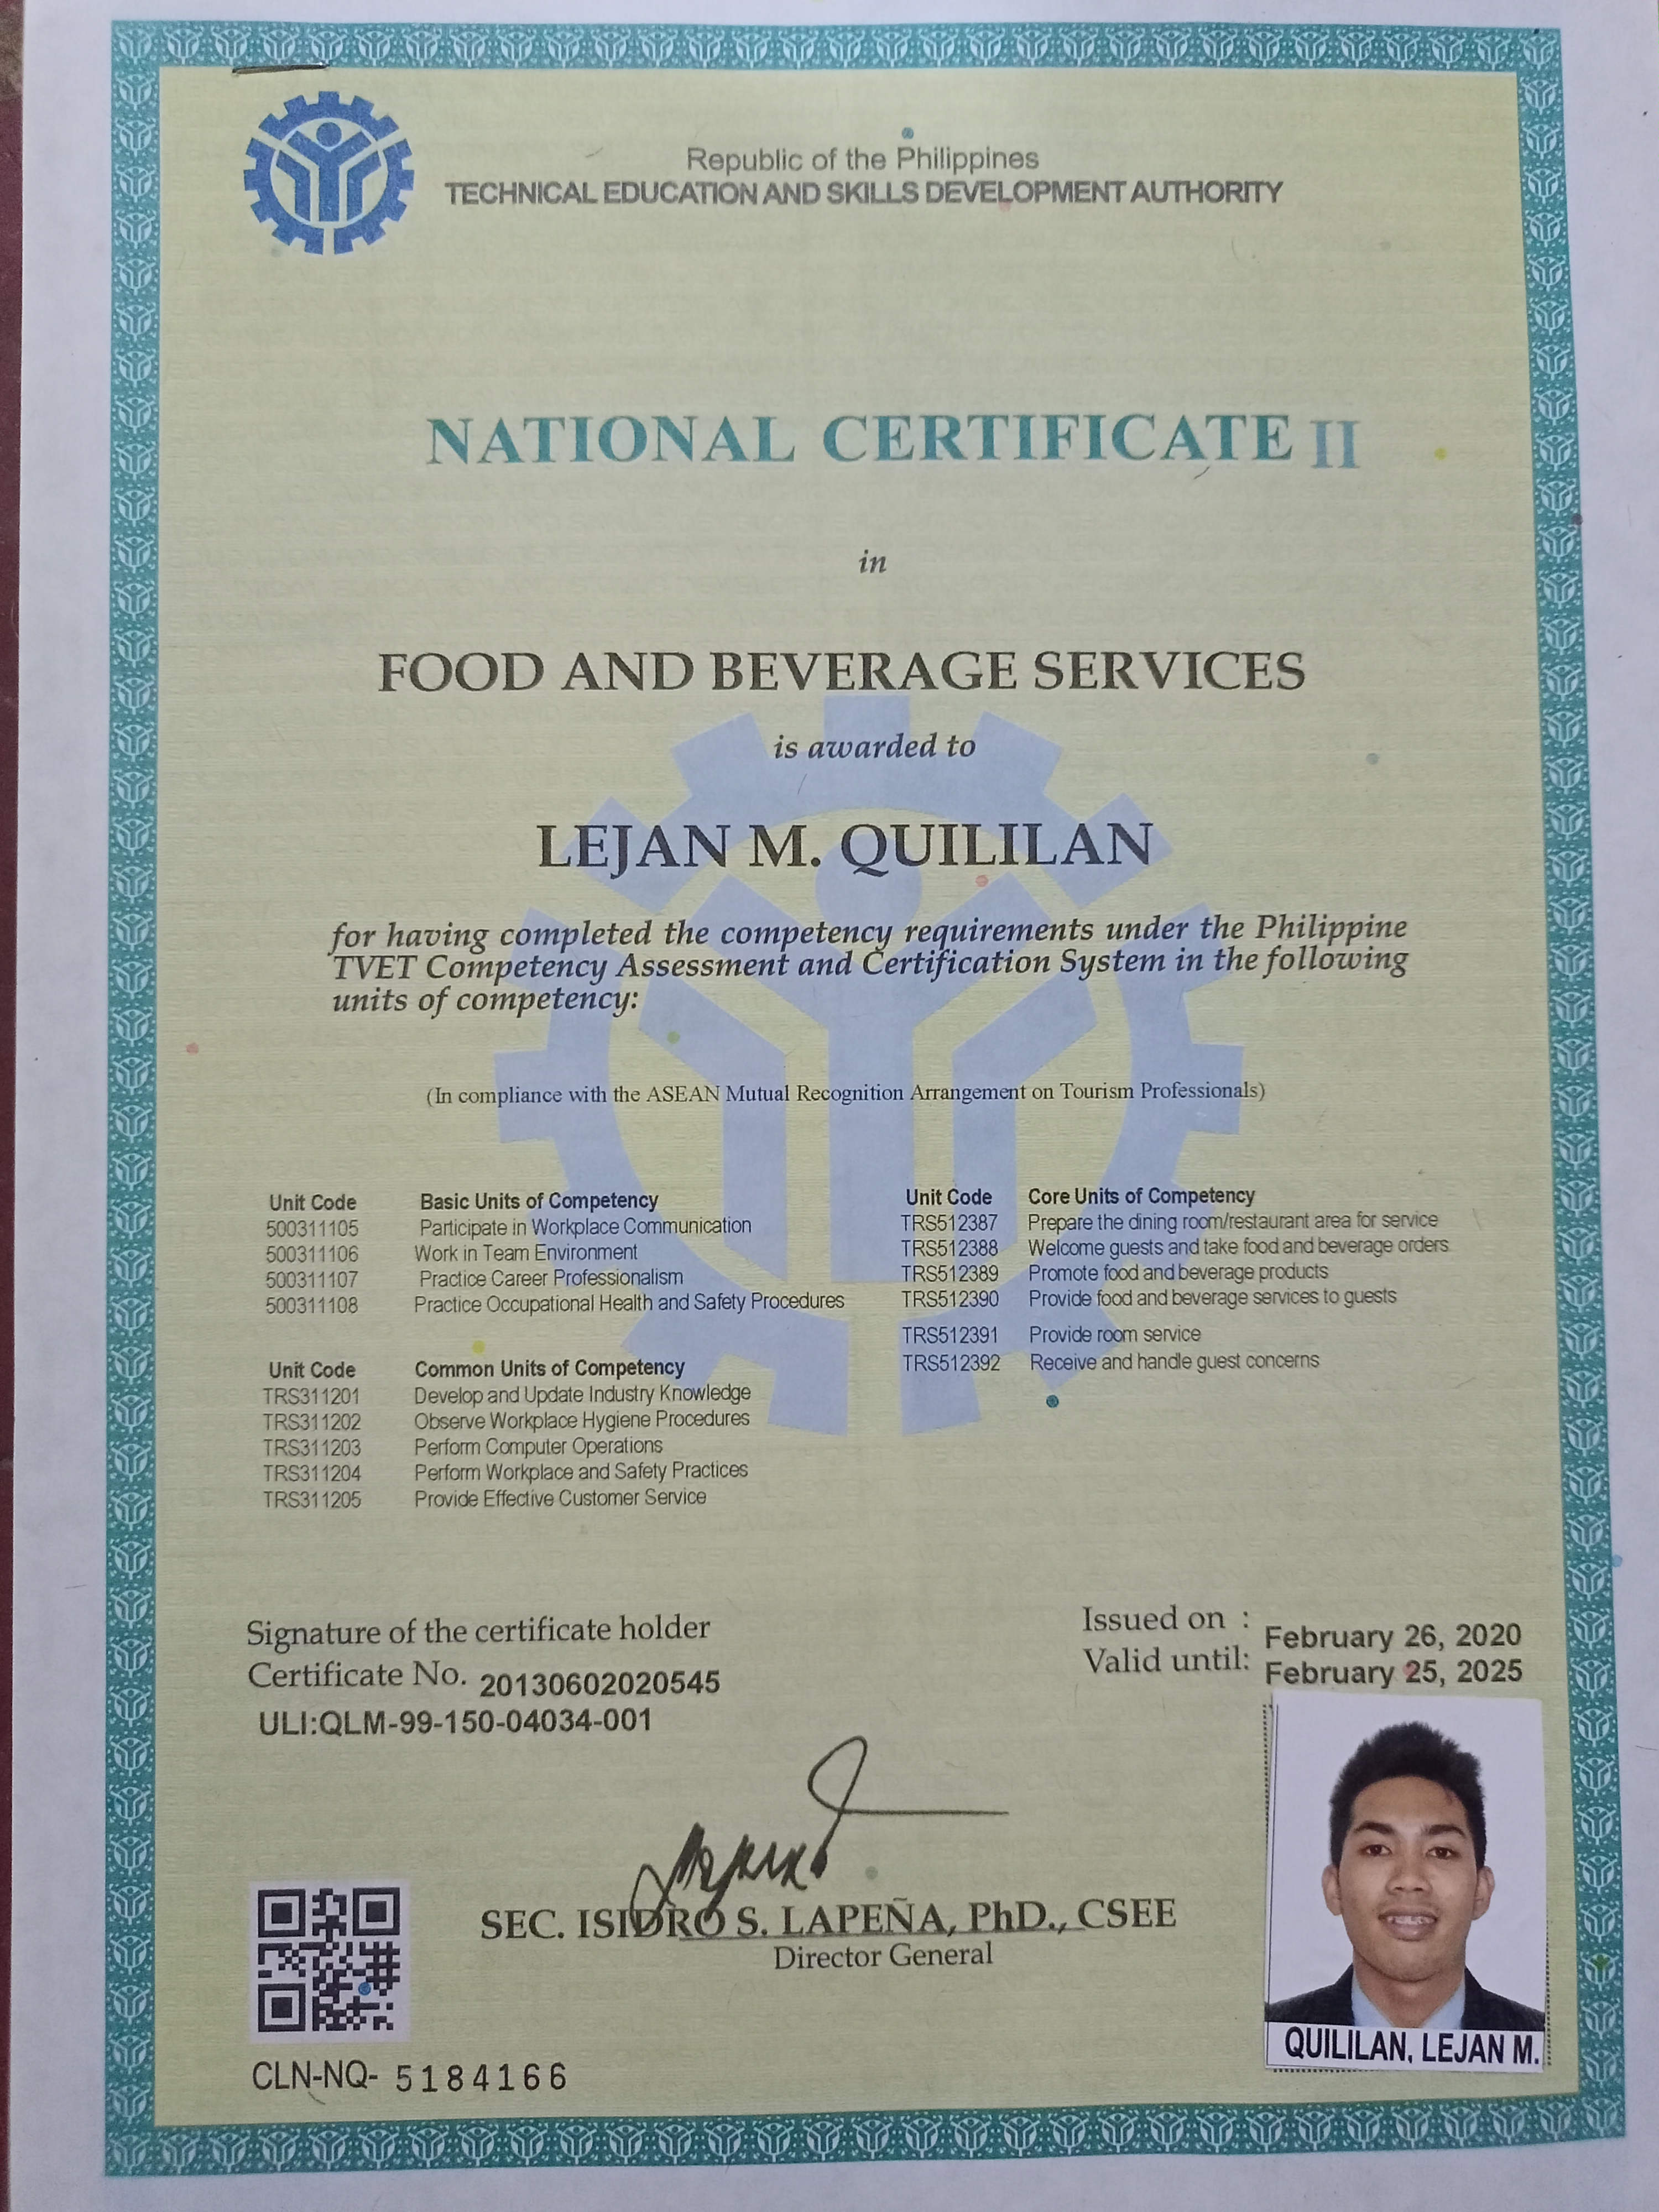 Republic of the Philippines
TECHNICAL EDUCATION AND SKILLS DEVELOPMENT AUTHORITY
NATIONAL CERTIFICATE II
in
FOOD AND BEVERAGE SERVICES
is awarded to
LEJAN M. QUILILAN
for having completed the competency requirements under the Philippine
TVET Competency Assessment and Certification System in the following
units of competency:
(In compliance with the ASEAN Mutual Recognition Arrangement on Tourism Professionals)
Unit Code Basic Units of Competency
500311105 Participate in Workplace Communication
500311106 Work in Team Environment
500311107 Practice Career Professionalism
500311108 Practice Occupational Health and Safety Procedures
Unit Code Common Units of Competency
TRS311201 Develop and Update Industry Knowledge
TRS311202 Observe Workplace Hygiene Procedures
TRS311203 Perform Computer Operations
TRS311204 Perform Workplace and Safety Practices
TRS311205 Provide Effective Customer Service
Unit Code Core Units of Competency
TRS512387 Prepare the dining room/restaurant area for service
TRS512388 Welcome guests and take food and beverage orders
TRS512389 Promote food and beverage products
TRS512390 Provide food and beverage services to guests
TRS512391 Provide room service
TRS512392 Receive and handle guest concerns
Signature of the certificate holder
Certificate No. 20130602020545
ULI:QLM-99-150-04034-001
Issued on : February 26, 2020
Valid until: February 25, 2025
SEC. ISIDRO S. LAPEÑA, PhD., CSEE
Director General
QUILILAN, LEJAN M.
CLN-NQ- 5184166